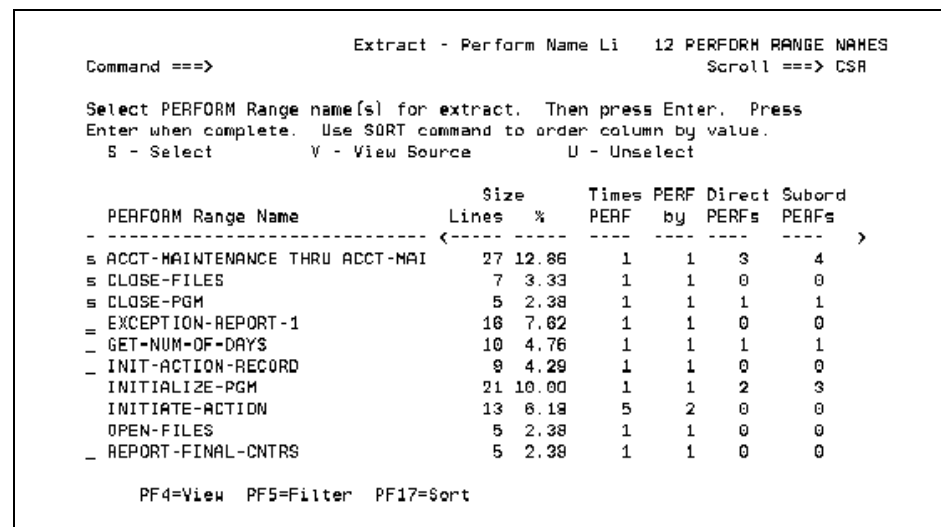 Extract - Perform Name Li 12 PERFORM RANGE NAMES
Command ===> Scroll ===> CSR
Select PERFORM Range name(s) for extract. Then press Enter. Press
Enter when complete. Use SORT command to order column by value.
S - Select V - View Source U - Unselect
Size Times PERF Direct Subord
PERFORM Range Name Lines % PERF by PERFs PERFs
- ------------------------------- <----- ----- ---- ---- ---- ---- >
s ACCT-MAINTENANCE THRU ACCT-MAI 27 12.86 1 1 3 4
s CLOSE-FILES 7 3.33 1 1 0 0
s CLOSE-PGM 5 2.38 1 1 1 1
_ EXCEPTION-REPORT-1 16 7.62 1 1 0 0
_ GET-NUM-OF-DAYS 10 4.76 1 1 1 1
_ INIT-ACTION-RECORD 9 4.29 1 1 0 0
INITIALIZE-PGM 21 10.00 1 1 2 3
INITIATE-ACTION 13 6.19 5 2 0 0
OPEN-FILES 5 2.38 1 1 0 0
_ REPORT-FINAL-CNTRS 5 2.38 1 1 0 0
PF4=View PF5=Filter PF17=Sort